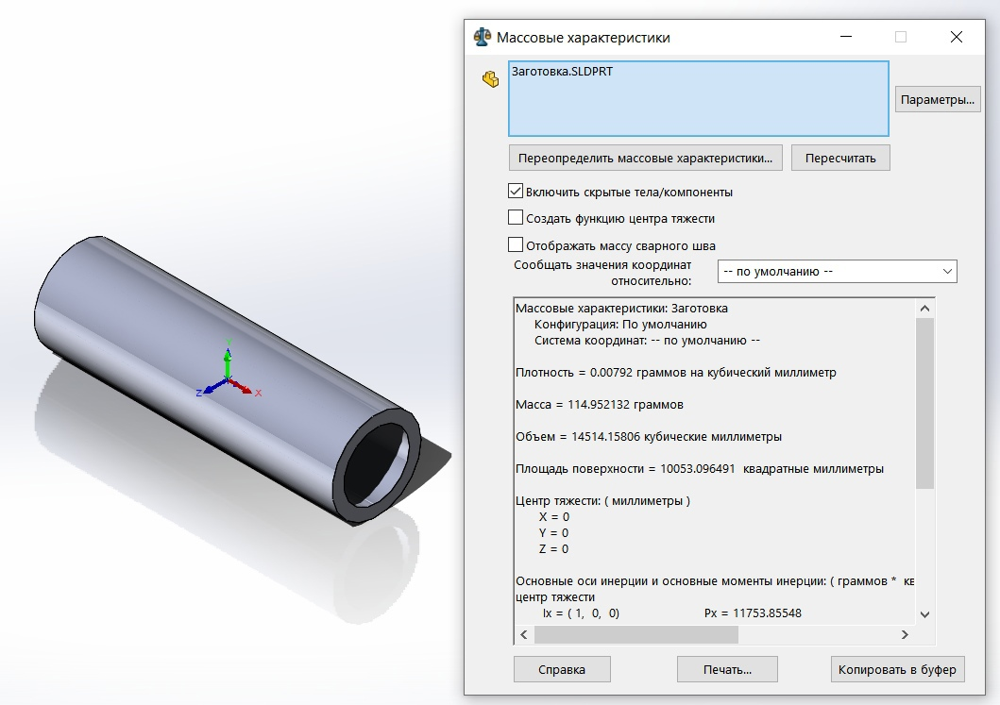 Массовые характеристики
Заготовка.SLDPRT
Параметры...
Переопределить массовые характеристики...
Пересчитать
Включить скрытые тела/компоненты
Создать функцию центра тяжести
Отображать массу сварного шва
Сообщать значения координат
относительно:
-- по умолчанию --
Массовые характеристики: Заготовка
Конфигурация: По умолчанию
Система координат: -- по умолчанию --
Плотность = 0.00792 граммов на кубический миллиметр
Масса = 114.952132 граммов
Объем = 14514.15806 кубические миллиметры
Площадь поверхности = 10053.096491 квадратные миллиметры
Центр тяжести: ( миллиметры )
X = 0
Y = 0
Z = 0
Основные оси инерции и основные моменты инерции: ( граммов * кв
центр тяжести
Ix = ( 1, 0, 0) Px = 11753.85548
Справка
Печать...
Копировать в буфер
Y
Z
X